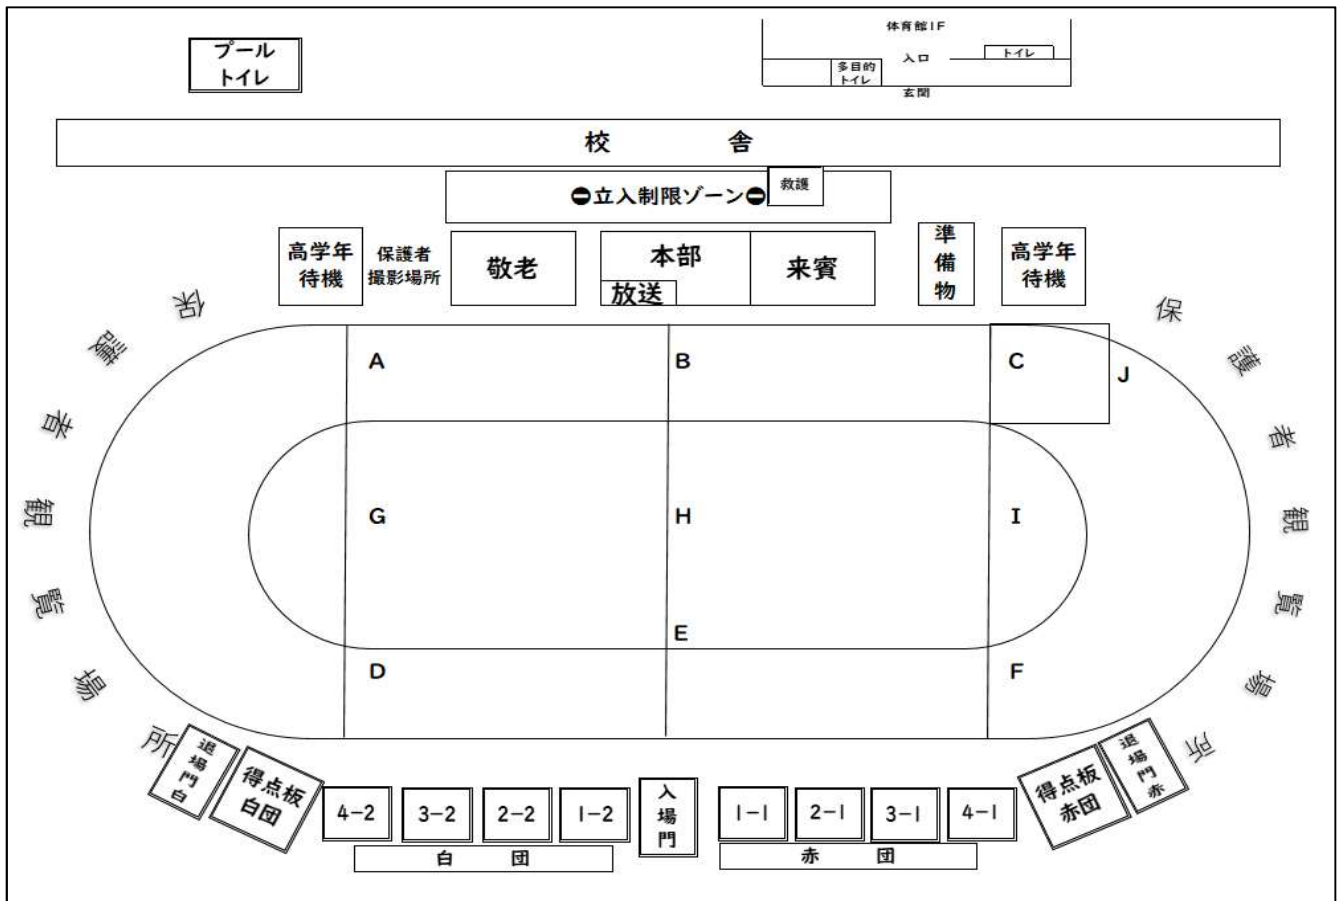 プール
トイレ
体育館1F
入口
トイレ
多目的
トイレ
玄関
校 舎
⛔立入制限ゾーン⛔
救護
高学年
待機
保護者
撮影場所
敬老
本部
放送
来賓
準備物
高学年
待機
保護者観覧場所
保護者観覧場所
A
B
C
J
G
H
I
E
D
F
退場門白
得点板
白団
4-2
3-2
2-2
1-2
入場門
1-1
2-1
3-1
4-1
得点板
赤団
退場門赤
白 団
赤 団